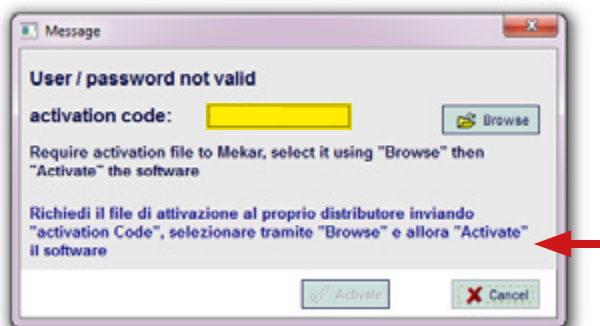 Message
User / password not valid
activation code:
Browse
Require activation file to Mekar, select it using "Browse" then
"Activate" the software
Richiedi il file di attivazione al proprio distributore inviando
"activation Code", selezionare tramite "Browse" e allora "Activate"
il software
Activate
Cancel